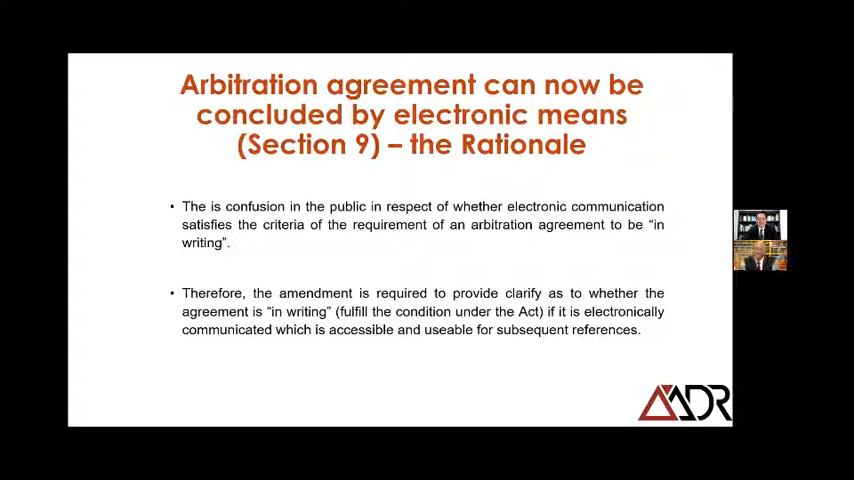 Arbitration agreement can now be
concluded by electronic means
(Section 9) – the Rationale
• The is confusion in the public in respect of whether electronic communication
satisfies the criteria of the requirement of an arbitration agreement to be “in
writing”.
• Therefore, the amendment is required to provide clarify as to whether the
agreement is “in writing” (fulfill the condition under the Act) if it is electronically
communicated which is accessible and useable for subsequent references.
AADR